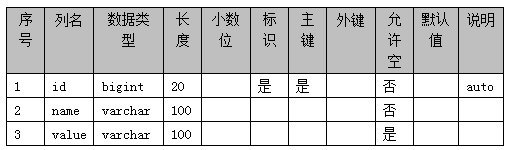 序号 列名 数据类型 长度 小数位 标识 主键 外键 允许空 默认值 说明
1 id bigint 20 是 是 否 auto
2 name varchar 100 否
3 value varchar 100 是